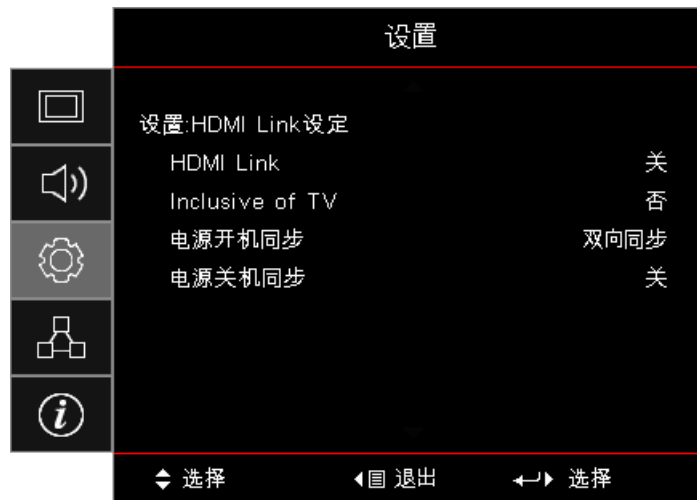 设置
设置:HDMI Link设定
HDMI Link 关
Inclusive of TV 否
电源开机同步 双向同步
电源关机同步 关
选择 退出 选择